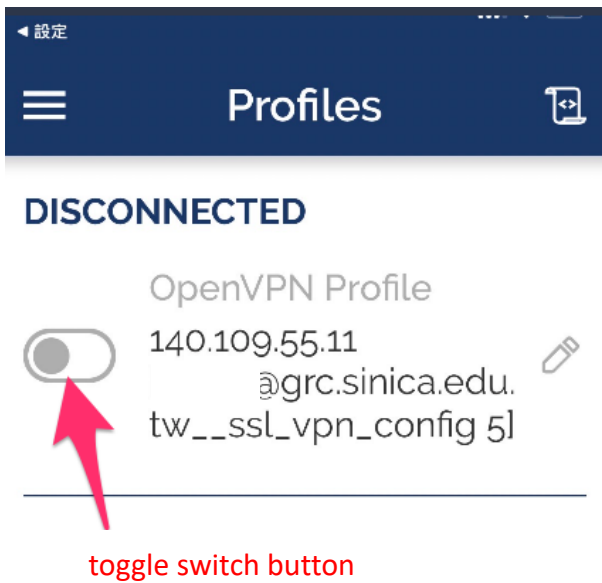 ◀ 設定
Profiles
DISCONNECTED
OpenVPN Profile
140.109.55.11
@grc.sinica.edu.
tw__ssl_vpn_config 5]
toggle switch button